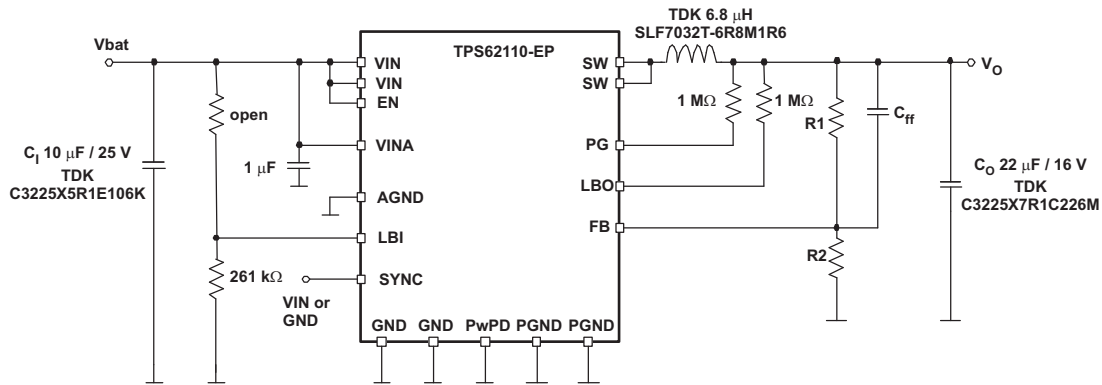 TDK 6.8 μH
SLF7032T-6R8M1R6
Vbat
TPS62110-EP
VIN
SW
VO
VIN
SW
EN
open
1 MΩ
1 MΩ
R1
Cff
VINA
PG
CI 10 μF / 25 V
TDK
C3225X5R1E106K
1 μF
CO 22 μF / 16 V
TDK
C3225X7R1C226M
AGND
LBO
LBI
FB
R2
261 kΩ
SYNC
VIN or
GND
GND GND PwPD PGND PGND